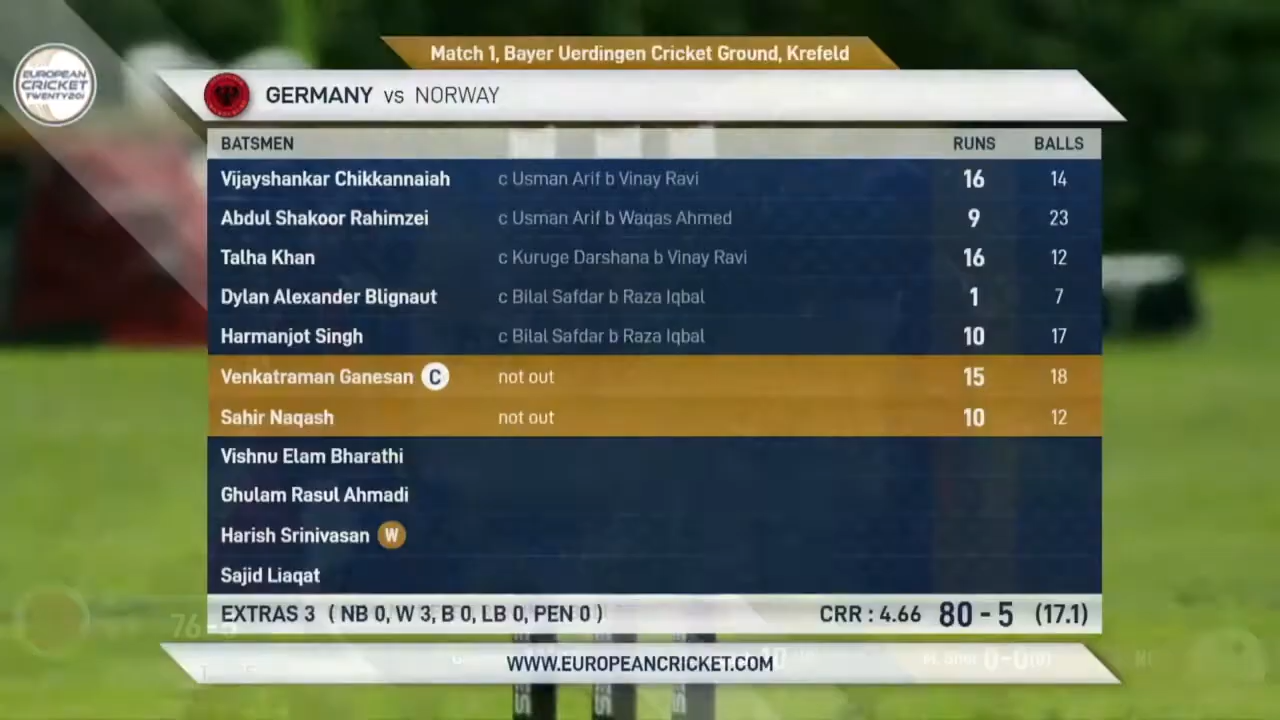 Match 1, Bayer Uerdingen Cricket Ground, Krefeld
EUROPEAN
CRICKET
TWENTY20I
GERMANY vs NORWAY
BATSMEN RUNS BALLS
Vijayshankar Chikkannaiah c Usman Arif b Vinay Ravi 16 14
Abdul Shakoor Rahimzei c Usman Arif b Waqas Ahmed 9 23
Talha Khan c Kuruge Darshana b Vinay Ravi 16 12
Dylan Alexander Blignaut c Bilal Safdar b Raza Iqbal 1 7
Harmanjot Singh c Bilal Safdar b Raza Iqbal 10 17
Venkatraman Ganesan C not out 15 18
Sahir Naqash not out 10 12
Vishnu Elam Bharathi
Ghulam Rasul Ahmadi
Harish Srinivasan W
Sajid Liaqat
EXTRAS 3 ( NB 0, W 3, B 0, LB 0, PEN 0 ) CRR : 4.66 80 - 5 (17.1)
WWW.EUROPEANCRICKET.COM